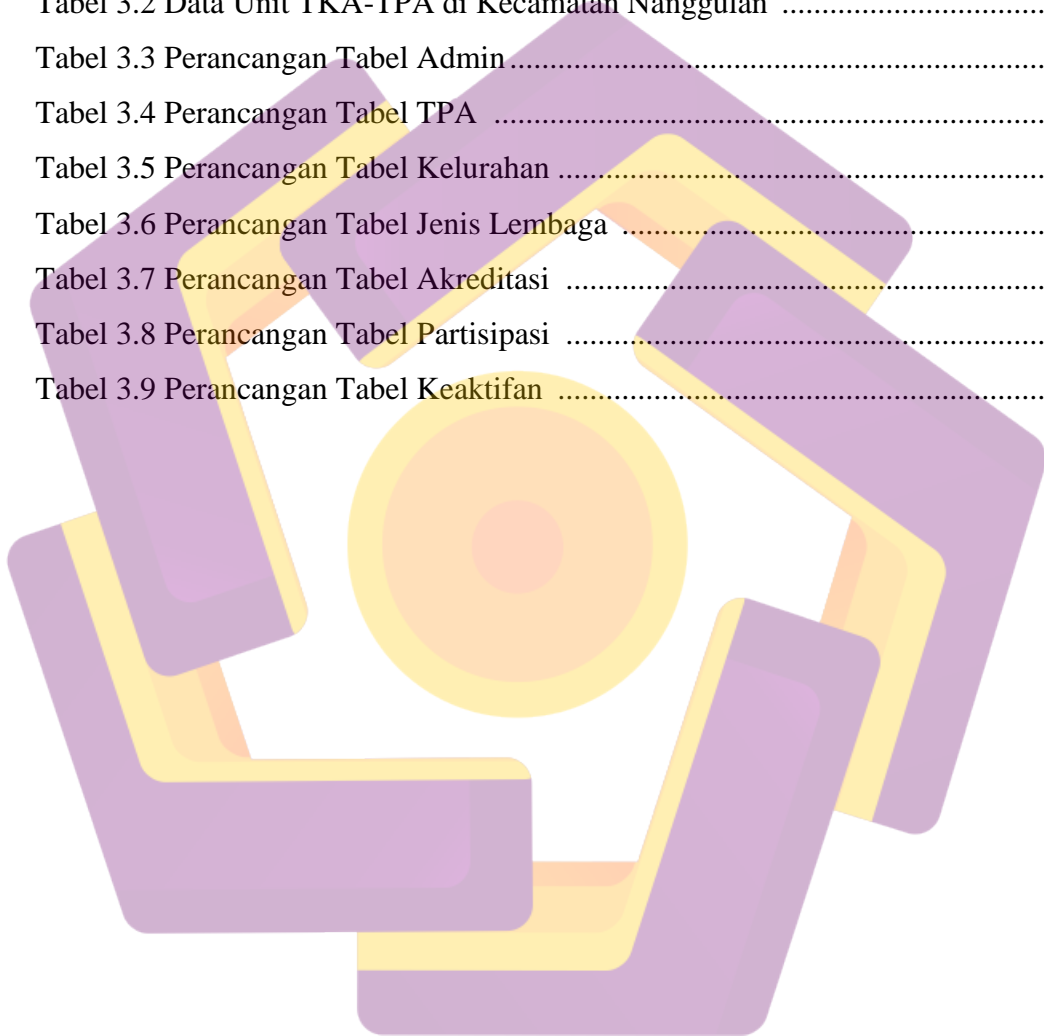 Tabel 3.2 Data Unit TKA-TPA di Kecamatan Nanggulan ................................
Tabel 3.3 Perancangan Tabel Admin ..................................................................
Tabel 3.4 Perancangan Tabel TPA ....................................................................
Tabel 3.5 Perancangan Tabel Kelurahan ............................................................
Tabel 3.6 Perancangan Tabel Jenis Lembaga ....................................................
Tabel 3.7 Perancangan Tabel Akreditasi ...........................................................
Tabel 3.8 Perancangan Tabel Partisipasi ...........................................................
Tabel 3.9 Perancangan Tabel Keaktifan ............................................................